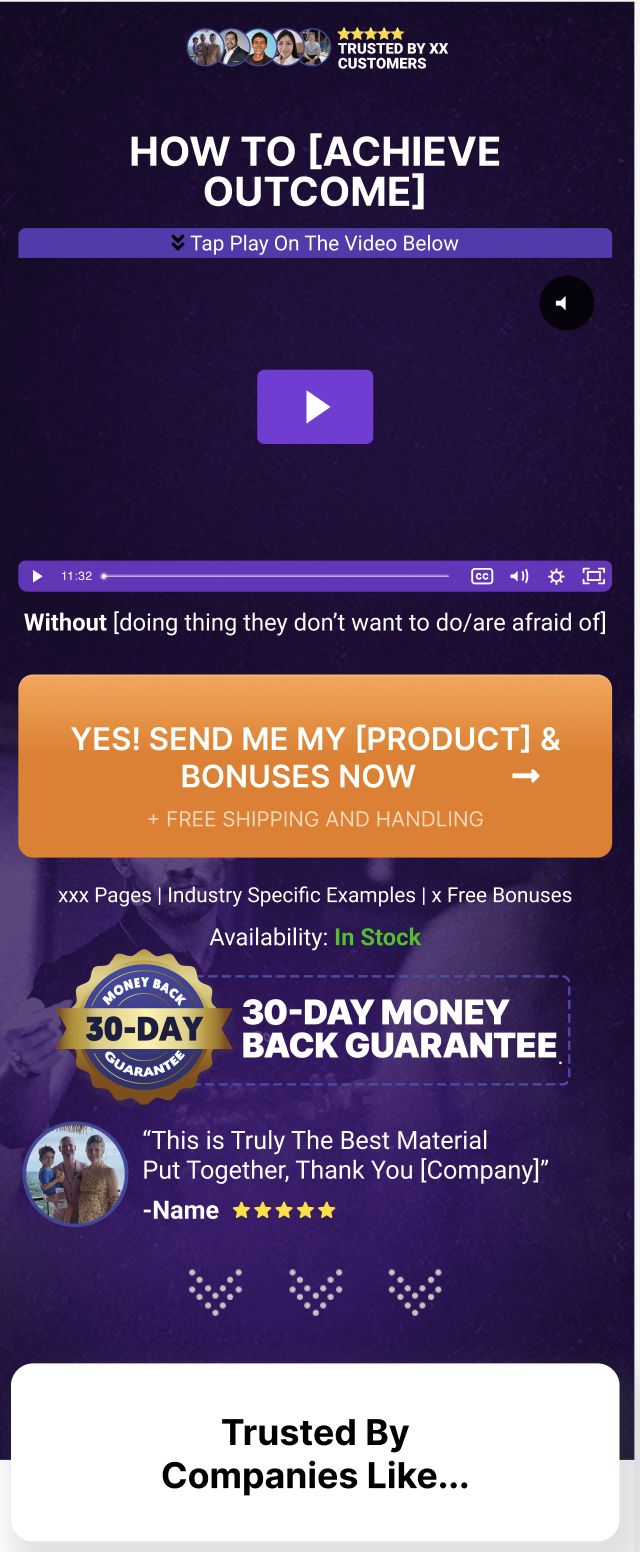 TRUSTED BY XX
CUSTOMERS
HOW TO [ACHIEVE
OUTCOME]
Tap Play On The Video Below
11:32
CC
Without [doing thing they don’t want to do/are afraid of]
YES! SEND ME MY [PRODUCT] &
BONUSES NOW
+ FREE SHIPPING AND HANDLING
xxx Pages | Industry Specific Examples | x Free Bonuses
Availability: In Stock
MONEY BACK
30-DAY
GUARANTEE
30-DAY MONEY
BACK GUARANTEE.
“This is Truly The Best Material
Put Together, Thank You [Company]”
-Name
Trusted By
Companies Like...